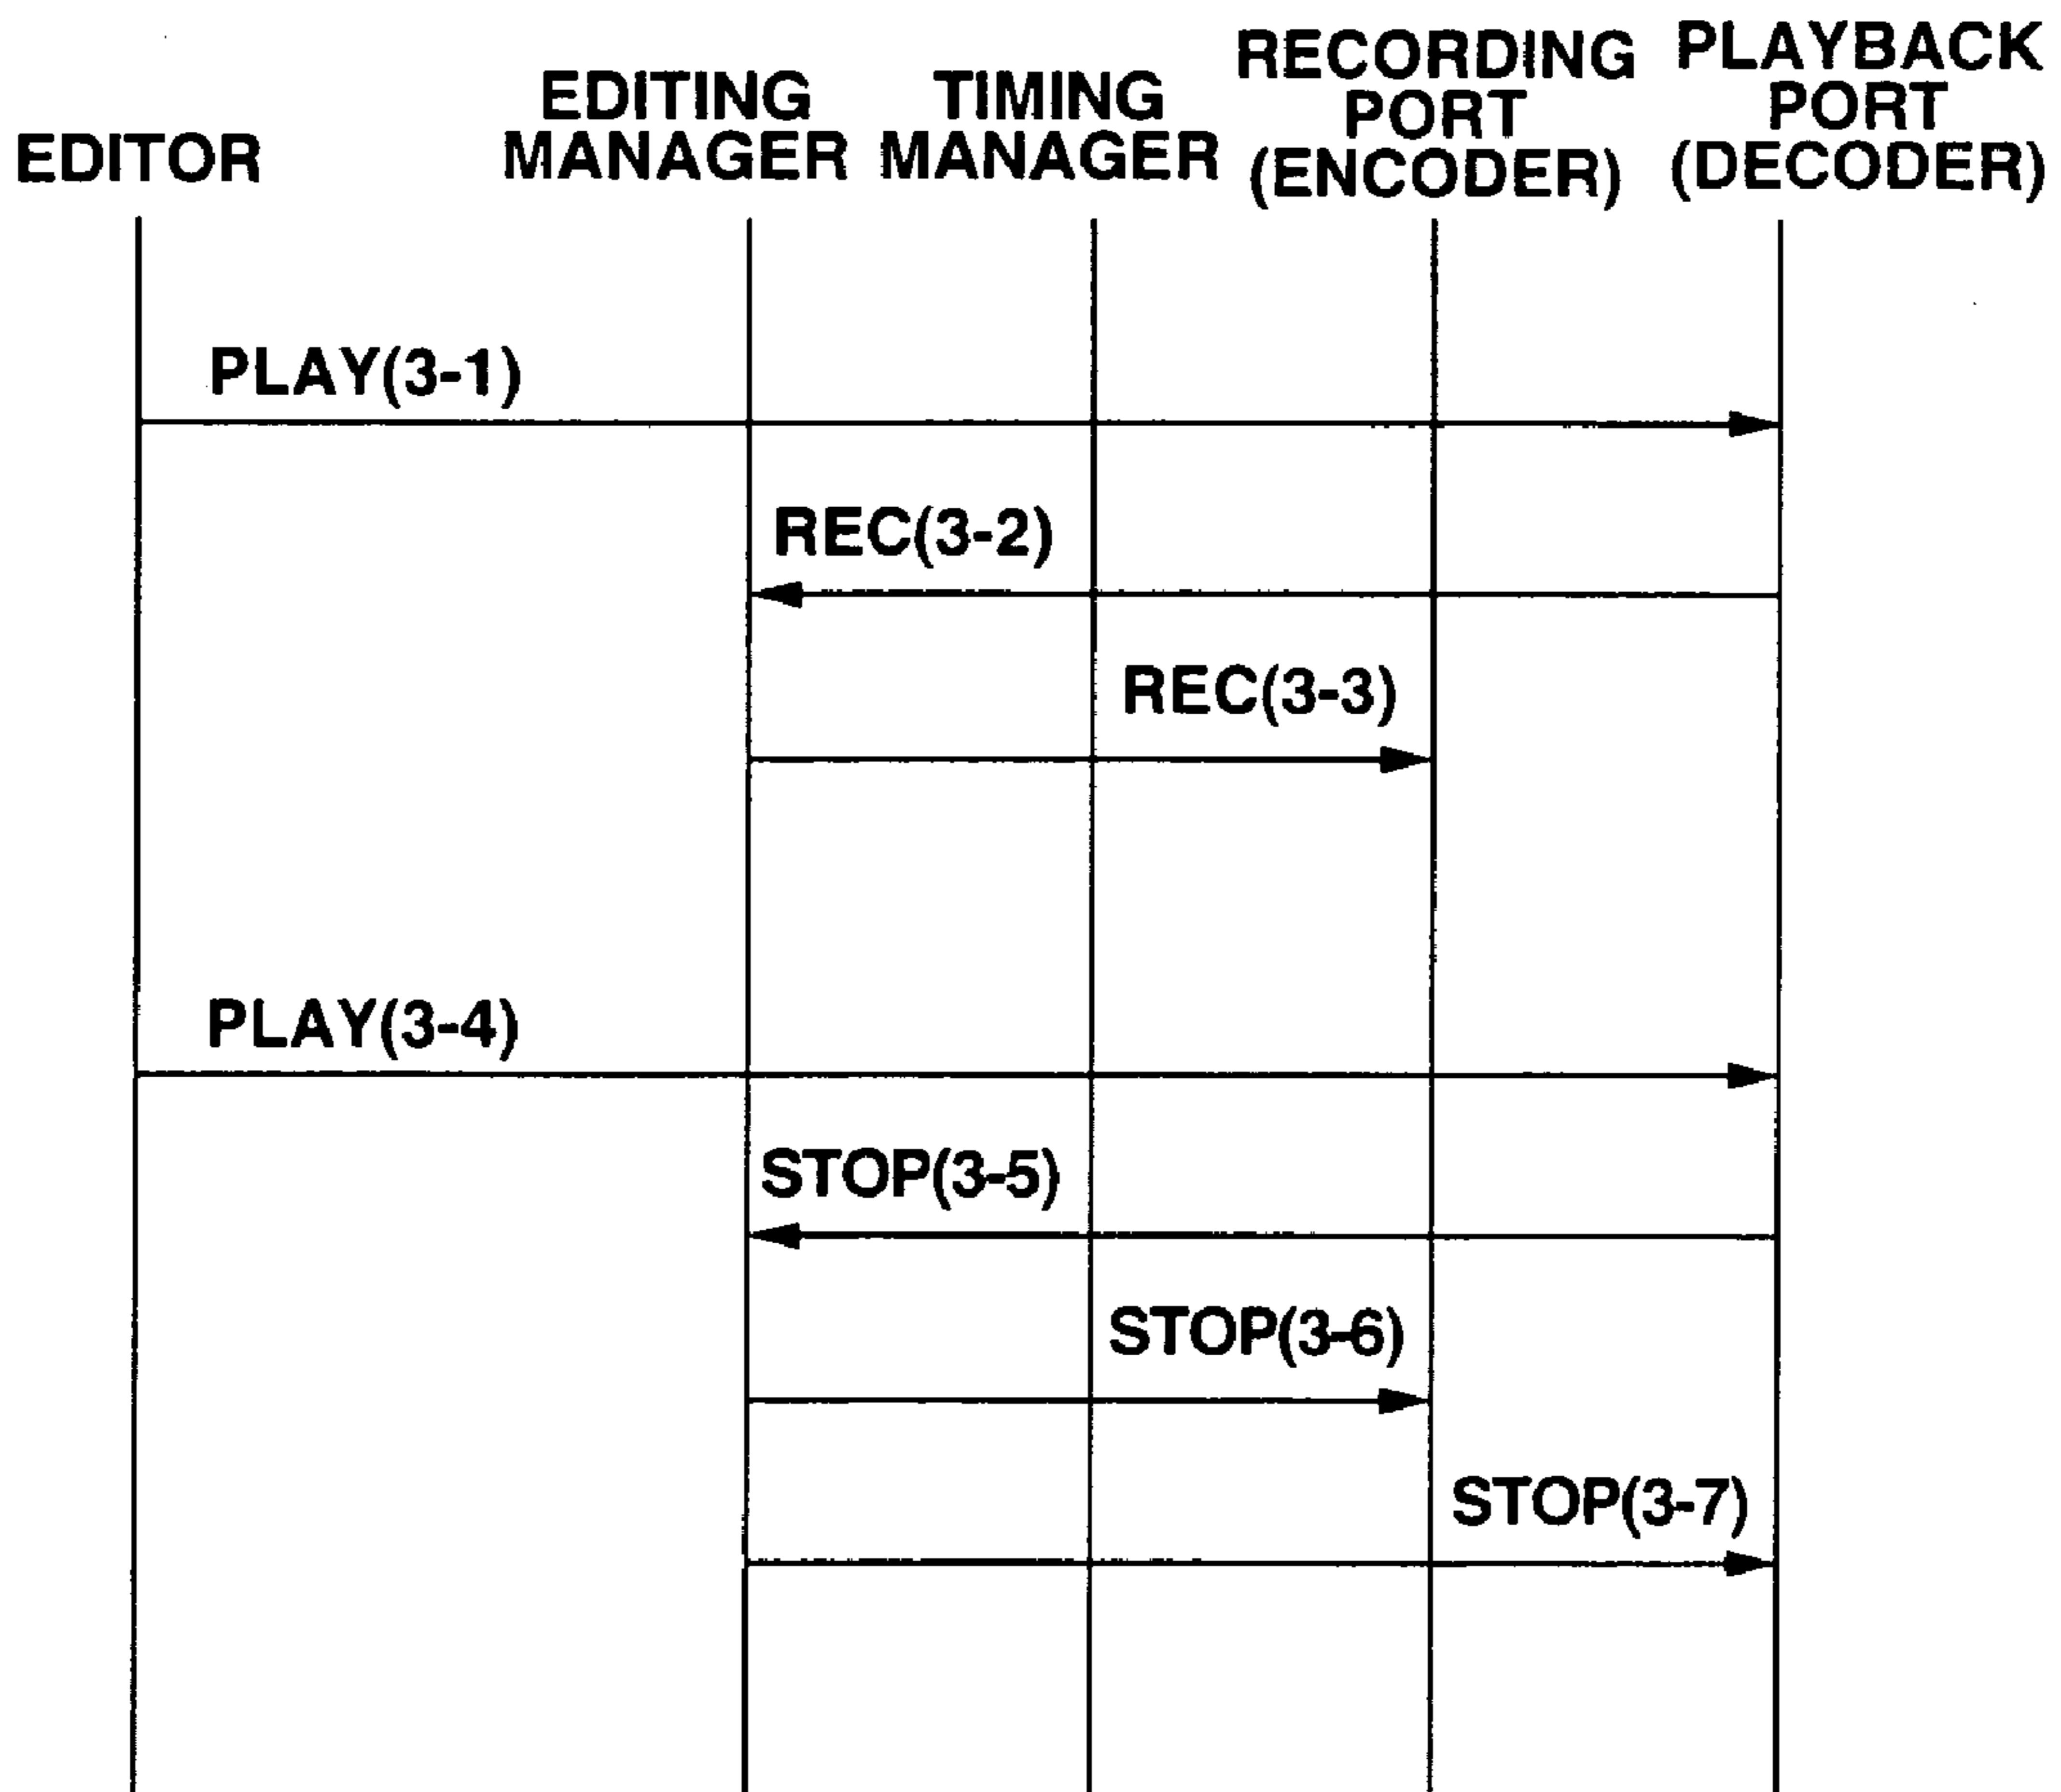 EDITOR
EDITING
MANAGER
TIMING
MANAGER
RECORDING
PORT
(ENCODER)
PLAYBACK
PORT
(DECODER)
PLAY(3-1)
REC(3-2)
REC(3-3)
PLAY(3-4)
STOP(3-5)
STOP(3-6)
STOP(3-7)